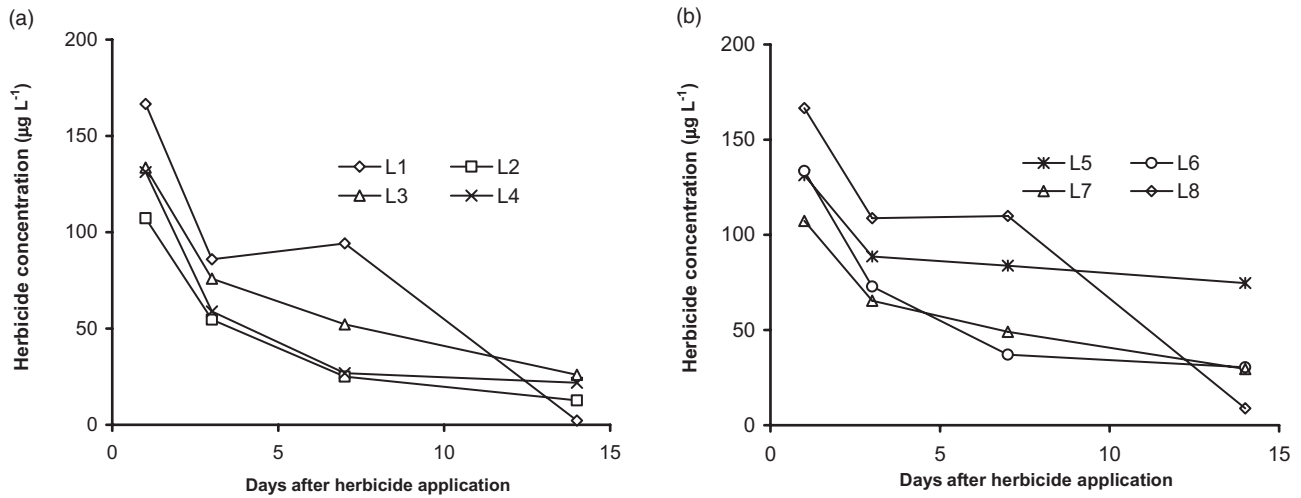 (a)
200
150
100
50
0
0 5 10 15
Herbicide concentration (µg L⁻¹)
Days after herbicide application
L1 L2
L3 L4
(b)
200
150
100
50
0
0 5 10 15
Herbicide concentration (µg L⁻¹)
Days after herbicide application
L5 L6
L7 L8